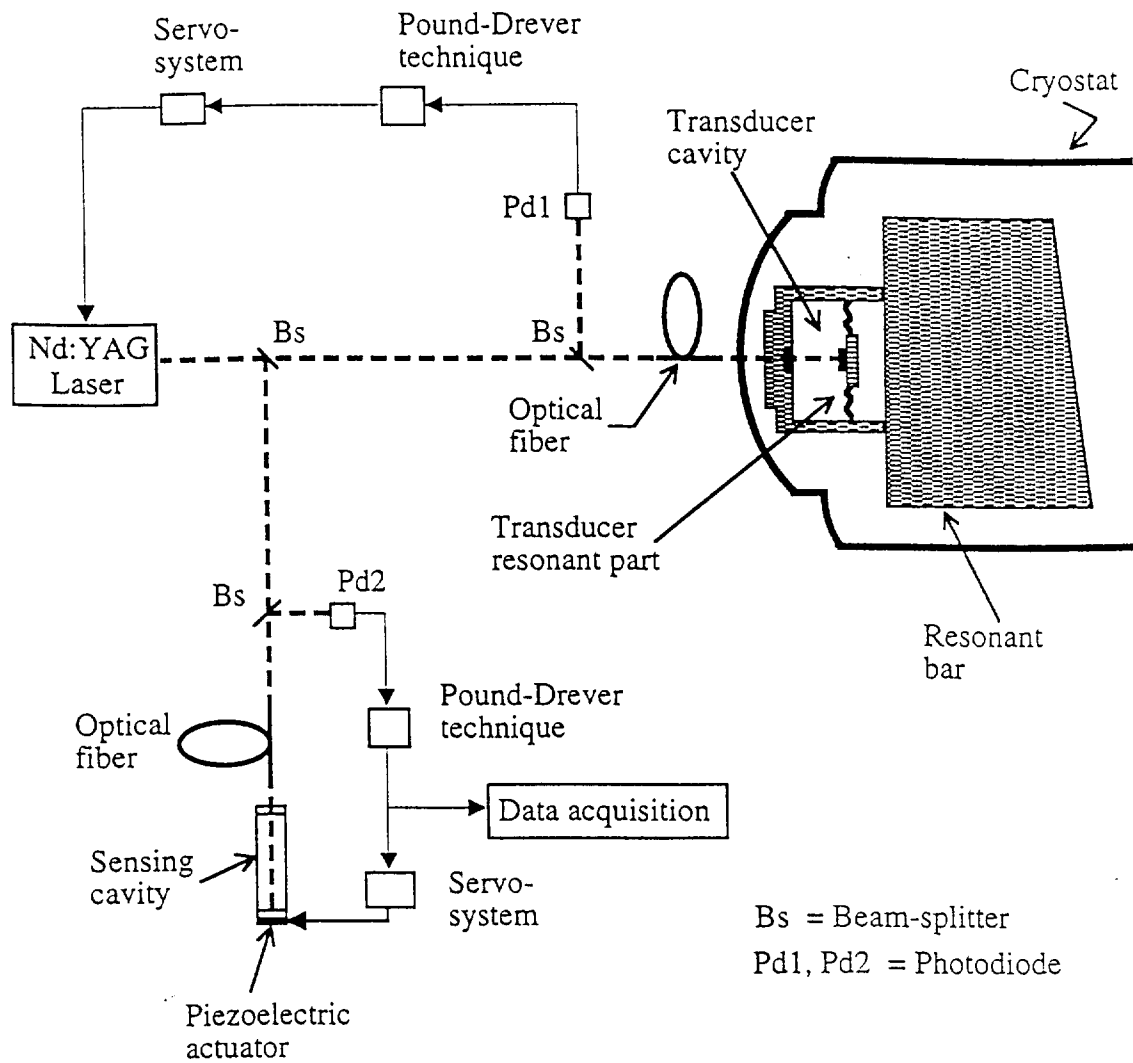 Servo-
system
Pound-Drever
technique
Cryostat
Transducer
cavity
Pd1
Nd:YAG
Laser
Bs
Bs
Optical
fiber
Transducer
resonant part
Resonant
bar
Bs
Pd2
Optical
fiber
Pound-Drever
technique
Data acquisition
Sensing
cavity
Servo-
system
Bs = Beam-splitter
Pd1, Pd2 = Photodiode
Piezoelectric
actuator